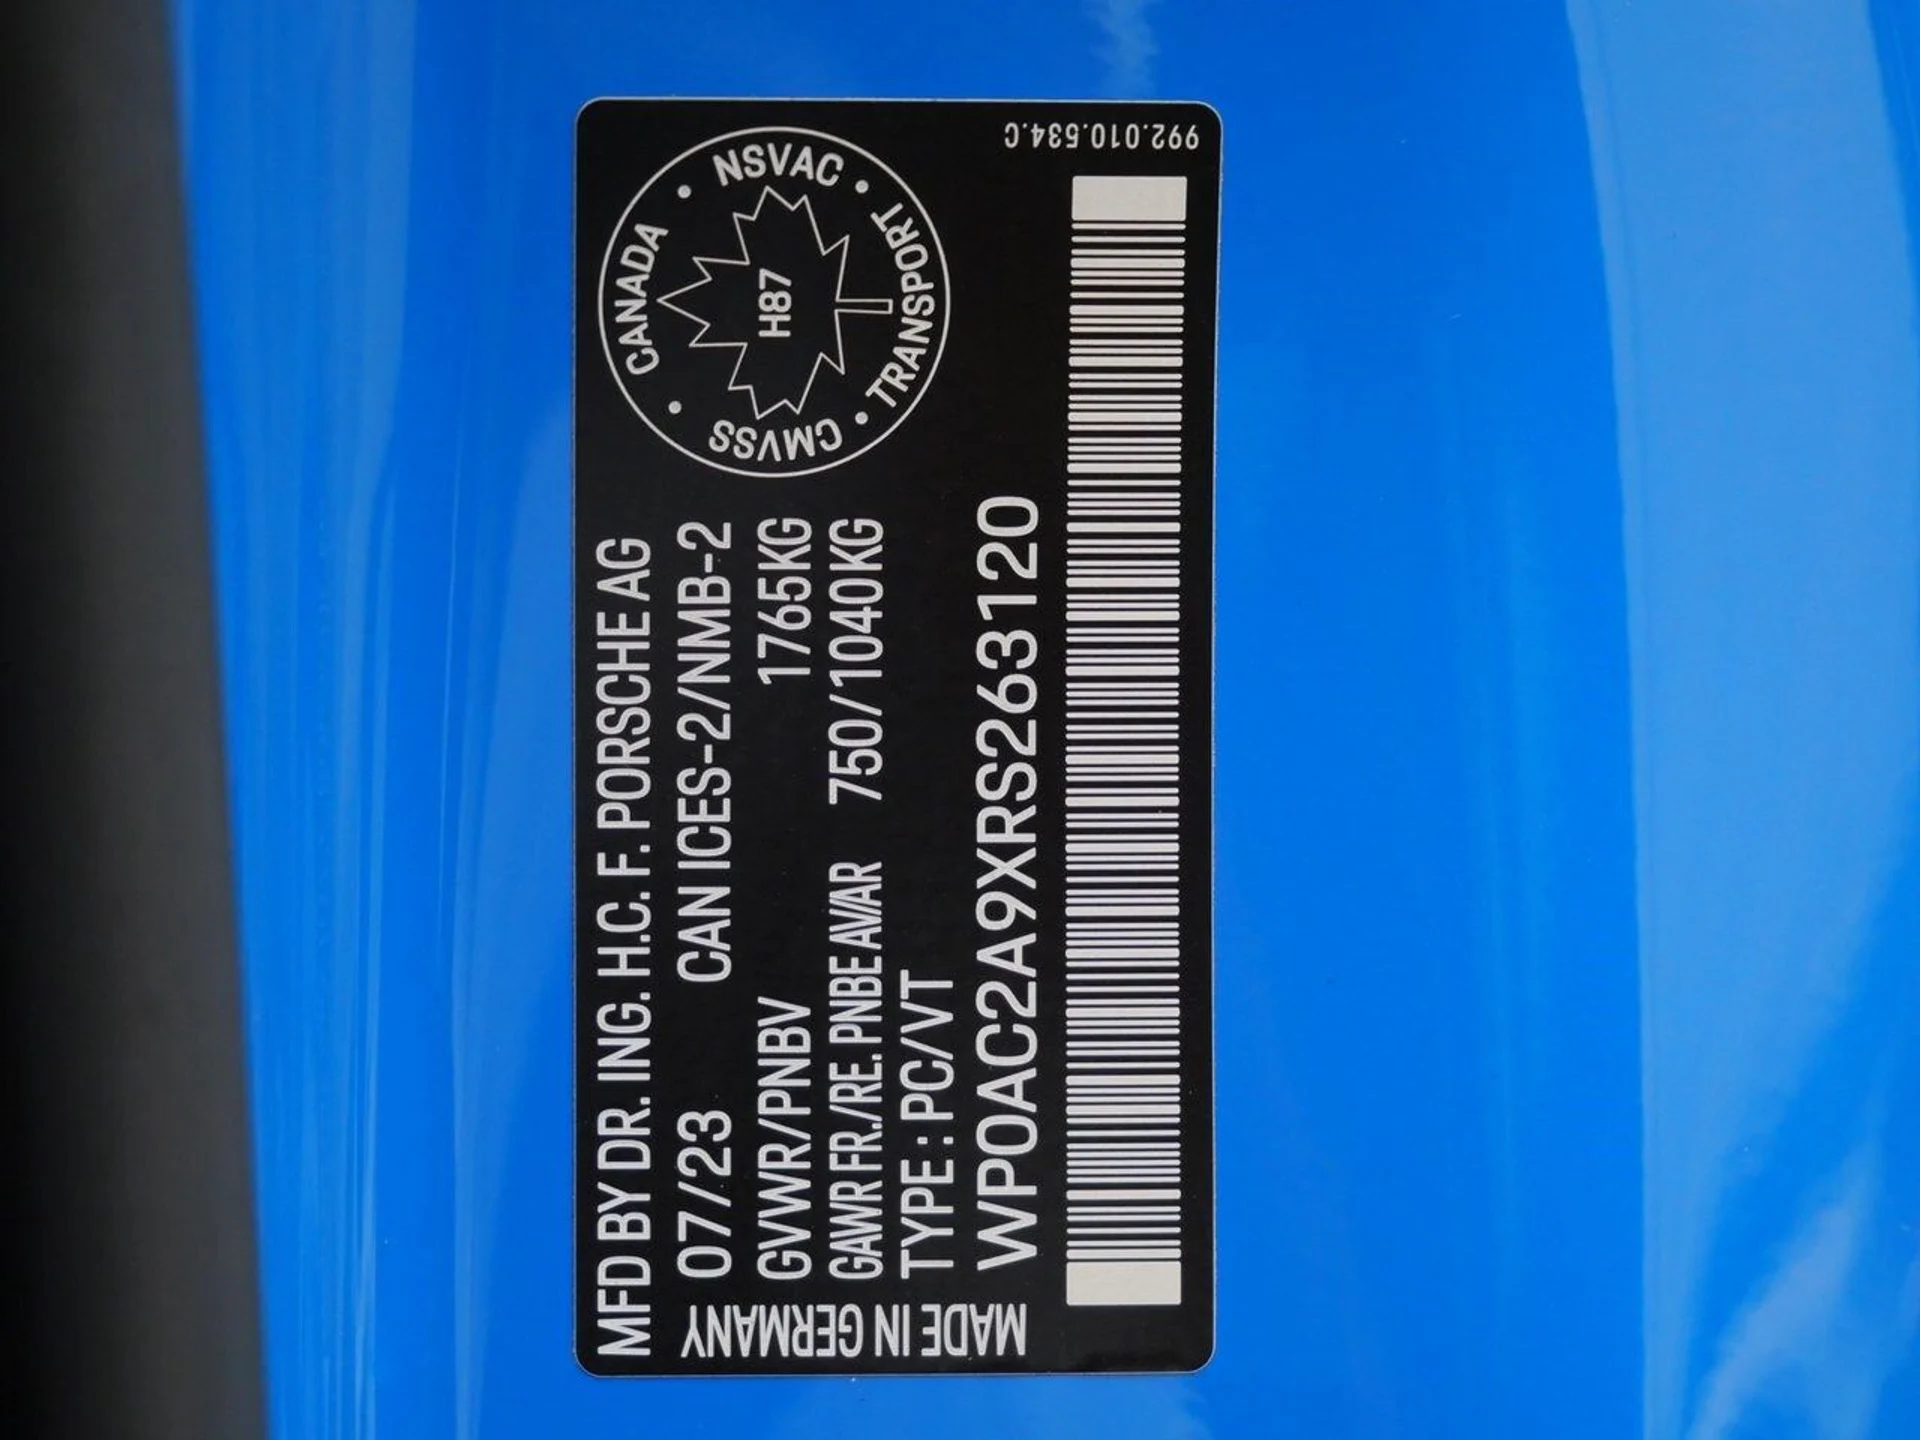 MFD BY DR. ING. H.C. F. PORSCHE AG
07/23 CAN ICES-2/NMB-2
GVWR/PNBV 1765KG
GAWR FR./RE. PNBE AV/AR 750/1040KG
TYPE : PC/VT
WP0AC2A9XRS263120
MADE IN GERMANY
CANADA • NSVAC • TRANSPORT • CMVSS •
H87
992.010.534.C